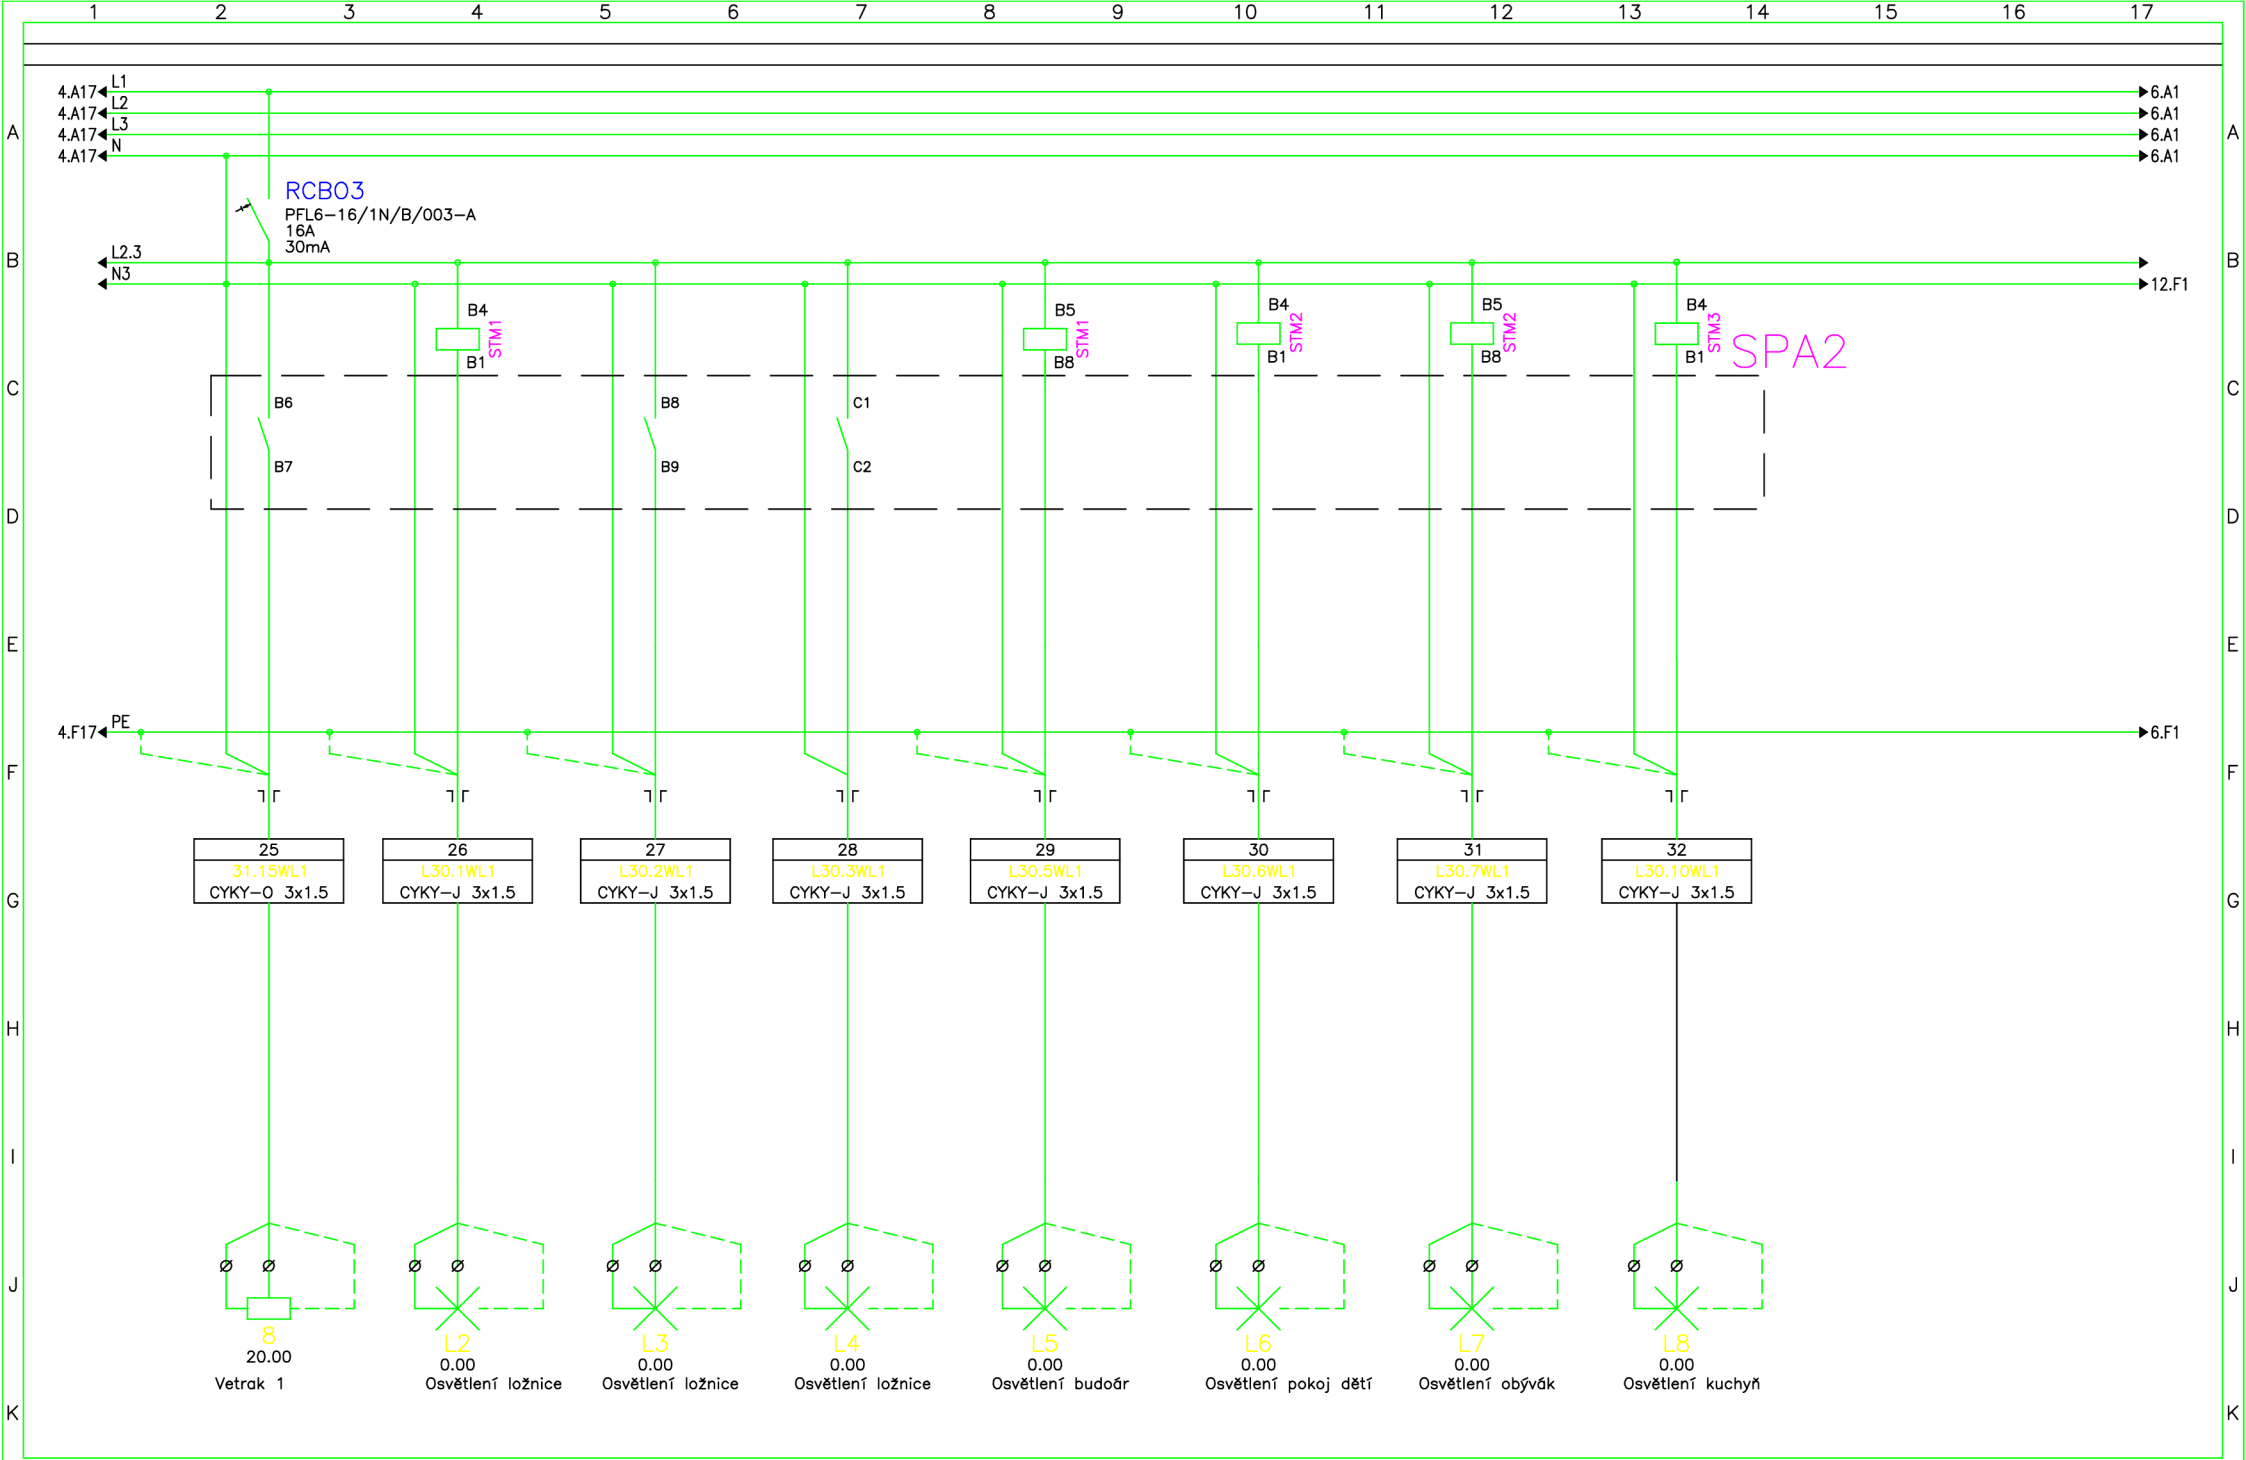 1 2 3 4 5 6 7 8 9 10 11 12 13 14 15 16 17
4.A17 L1 6.A1
4.A17 L2 6.A1
A 4.A17 L3 6.A1 A
4.A17 N 6.A1
RCBO3
PFL6-16/1N/B/003-A
16A
30mA
B L2.3 B
N3 12.F1
B4 B5 B4 B5 B4
STM1 STM1 STM2 STM2 STM3 SPA2
B1 B8 B1 B8 B1
C C
B6 B8 C1
B7 B9 C2
D D
E E
4.F17 PE 6.F1
F F
25 26 27 28 29 30 31 32
31.15WL1 L30.1WL1 L30.2WL1 L30.3WL1 L30.5WL1 L30.6WL1 L30.7WL1 L30.10WL1
CYKY-O 3x1.5 CYKY-J 3x1.5 CYKY-J 3x1.5 CYKY-J 3x1.5 CYKY-J 3x1.5 CYKY-J 3x1.5 CYKY-J 3x1.5 CYKY-J 3x1.5
G G
H H
I I
J J
8 L2 L3 L4 L5 L6 L7 L8
20.00 0.00 0.00 0.00 0.00 0.00 0.00 0.00
Vetrak 1 Osvětlení ložnice Osvětlení ložnice Osvětlení ložnice Osvětlení budoár Osvětlení pokoj dětí Osvětlení obývák Osvětlení kuchyň
K K